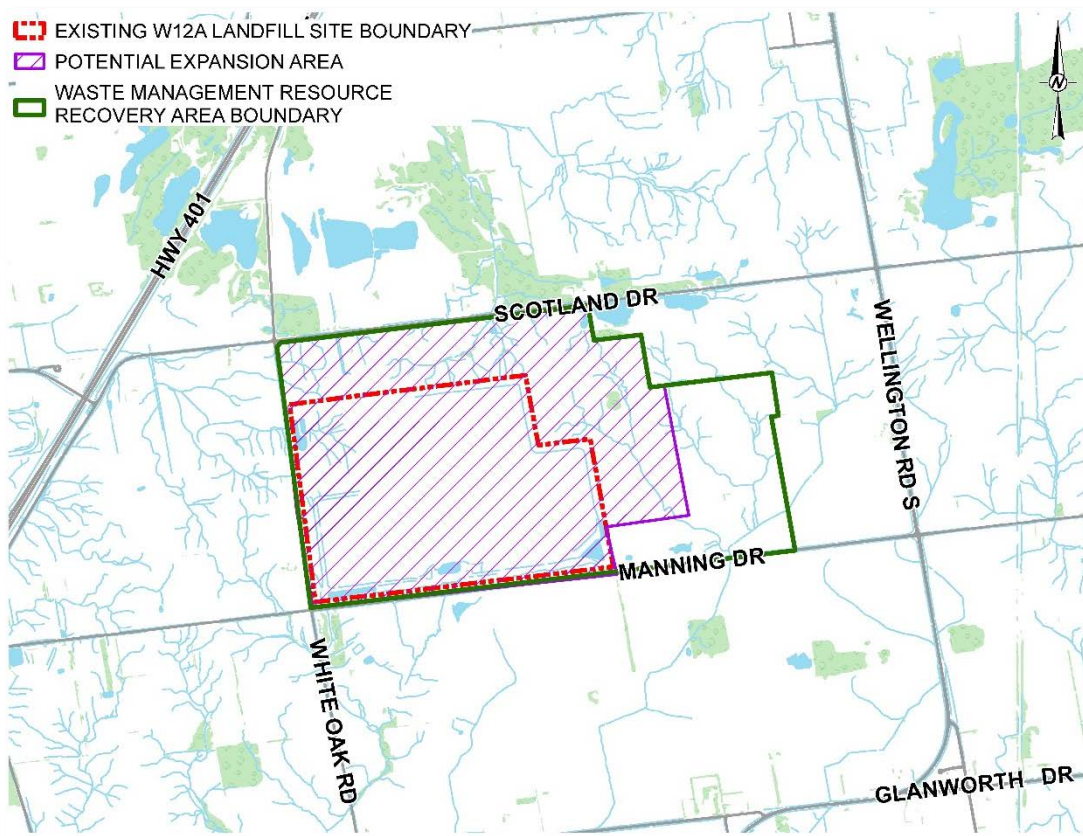 EXISTING W12A LANDFILL SITE BOUNDARY
POTENTIAL EXPANSION AREA
WASTE MANAGEMENT RESOURCE
RECOVERY AREA BOUNDARY
N
HWY 401
SCOTLAND DR
WELLINGTON RD S
MANNING DR
WHITE OAK RD
GLANWORTH DR